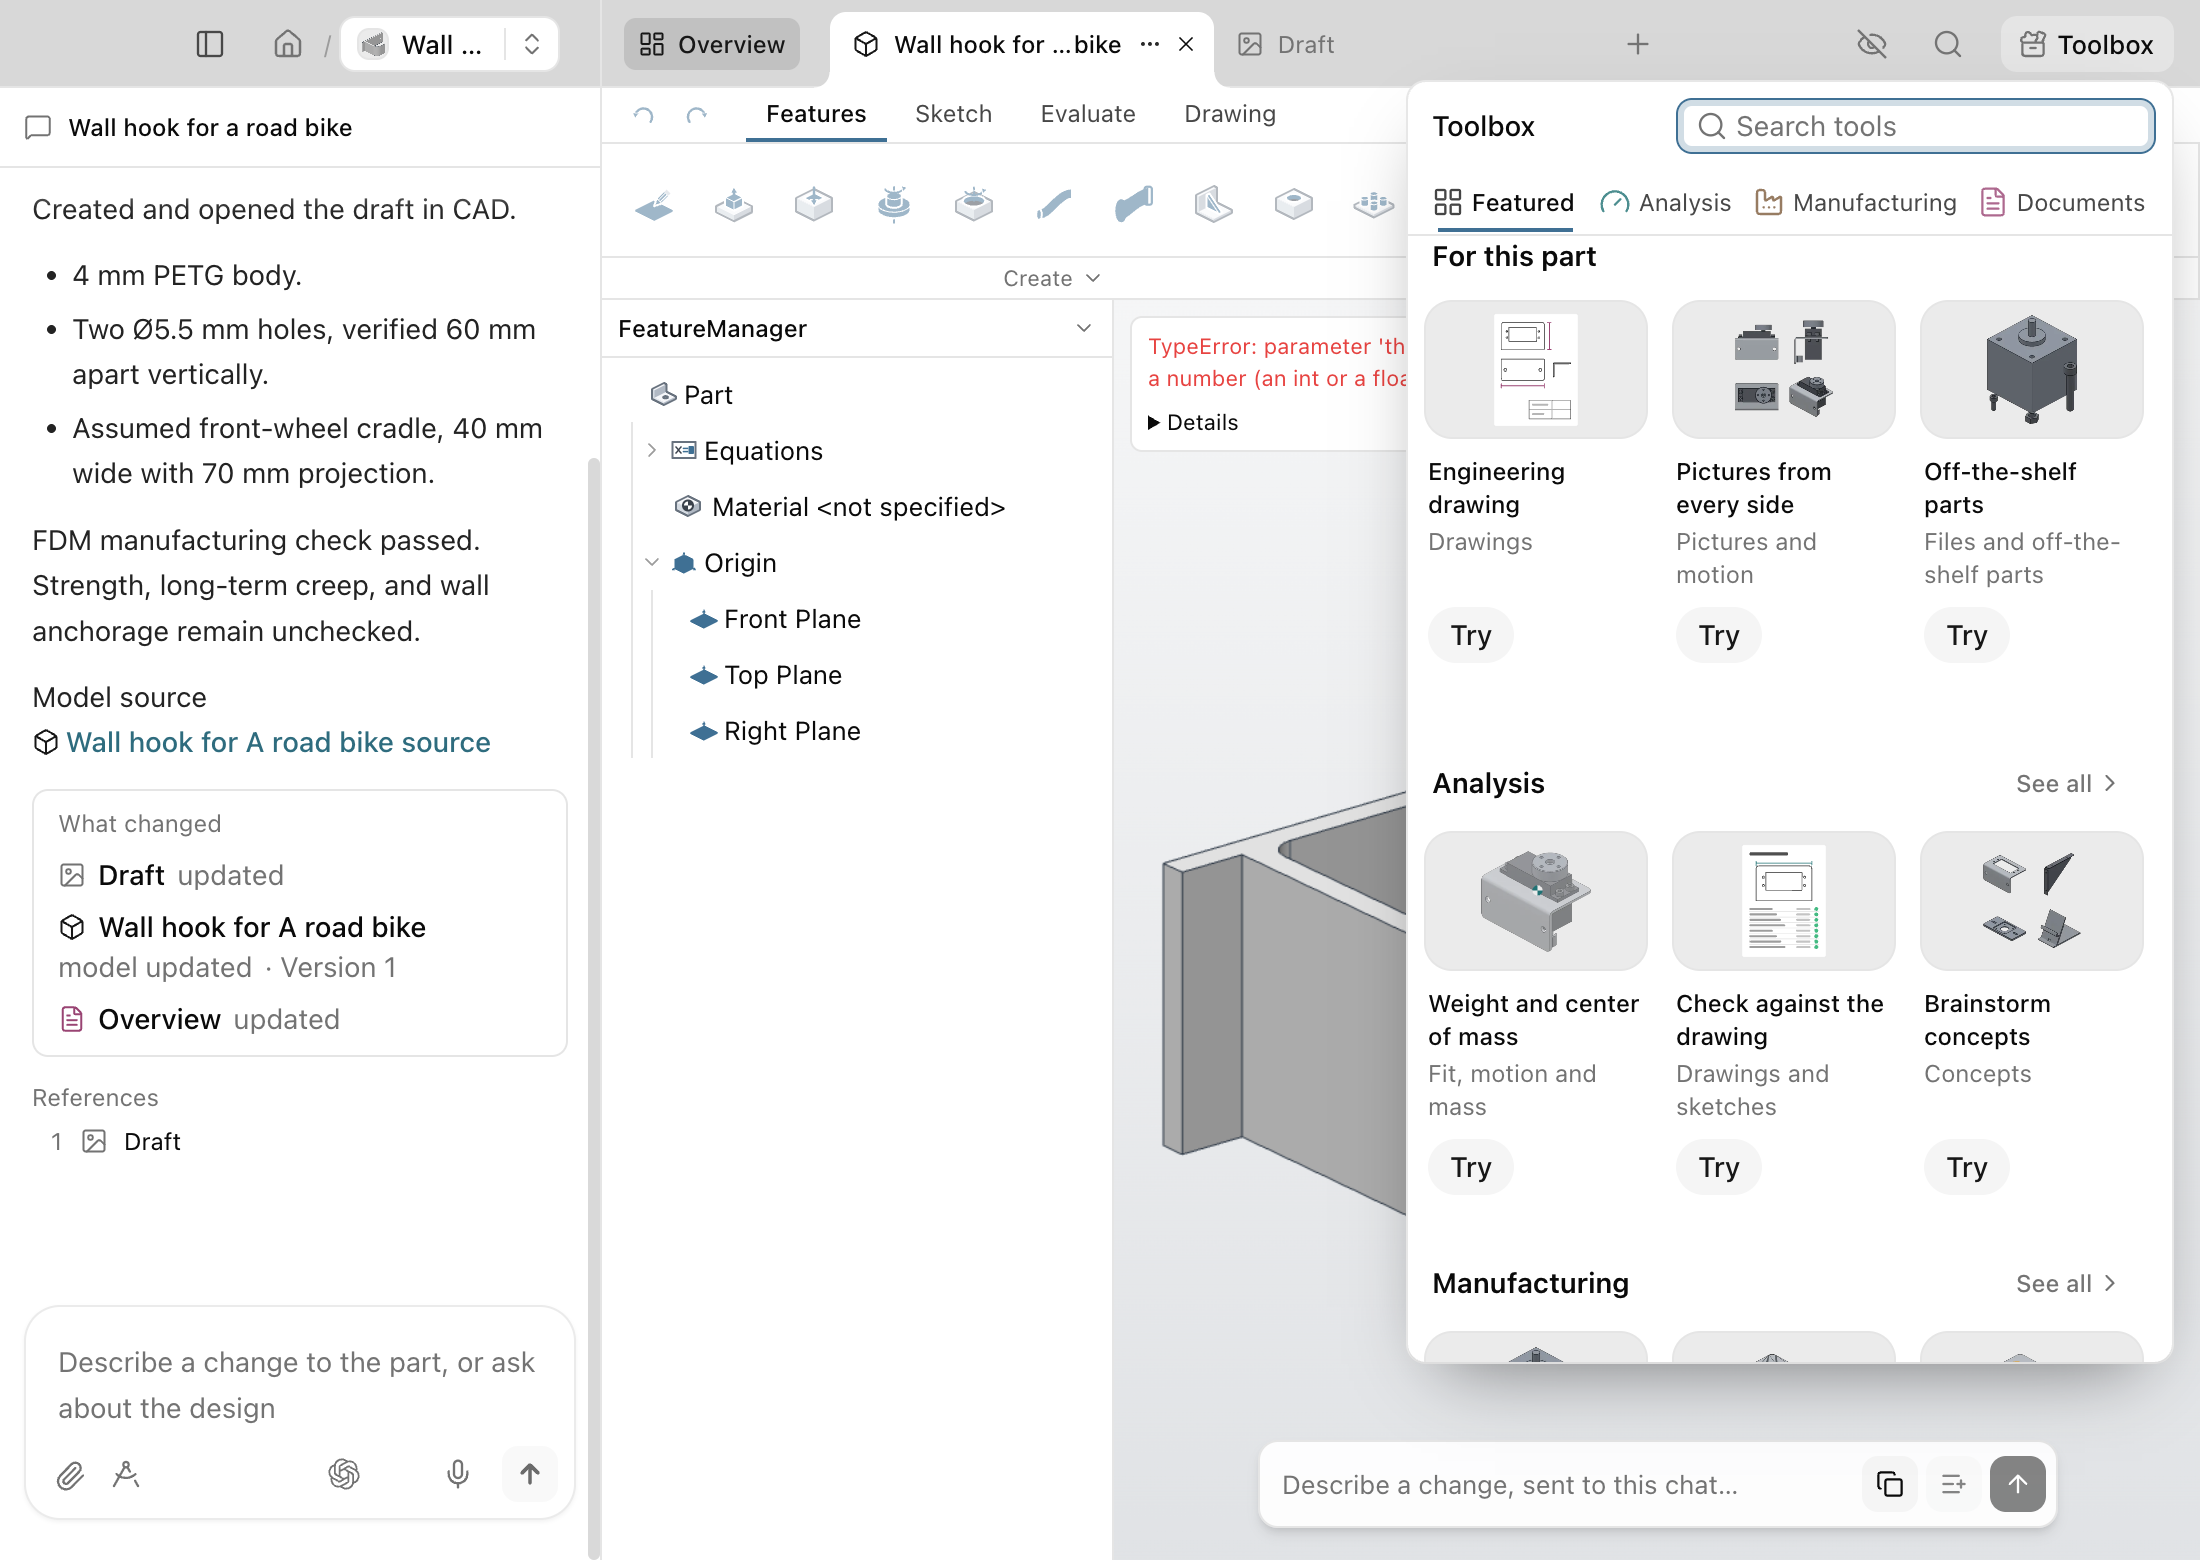 Wall ...
Overview
Wall hook for ...bike
Draft
Toolbox
Wall hook for a road bike
Created and opened the draft in CAD.
4 mm PETG body.
Two Ø5.5 mm holes, verified 60 mm
apart vertically.
Assumed front-wheel cradle, 40 mm
wide with 70 mm projection.
FDM manufacturing check passed.
Strength, long-term creep, and wall
anchorage remain unchecked.
Model source
Wall hook for A road bike source
What changed
Draft updated
Wall hook for A road bike
model updated · Version 1
Overview updated
References
1 Draft
Describe a change to the part, or ask
about the design
Features
Sketch
Evaluate
Drawing
Create
FeatureManager
Part
Equations
Material <not specified>
Origin
Front Plane
Top Plane
Right Plane
TypeError: parameter 'th
a number (an int or a floa
Details
Toolbox
Search tools
Featured
Analysis
Manufacturing
Documents
For this part
Engineering
drawing
Drawings
Try
Pictures from
every side
Pictures and
motion
Try
Off-the-shelf
parts
Files and off-the-
shelf parts
Try
Analysis
See all
Weight and center
of mass
Fit, motion and
mass
Try
Check against the
drawing
Drawings and
sketches
Try
Brainstorm
concepts
Concepts
Try
Manufacturing
See all
Describe a change, sent to this chat...